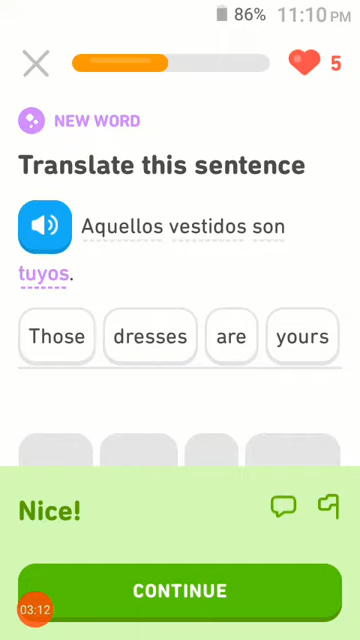 86% 11:10 PM
5
NEW WORD
Translate this sentence
Aquellos vestidos son
tuyos.
Those dresses are yours
Nice!
CONTINUE
03:12